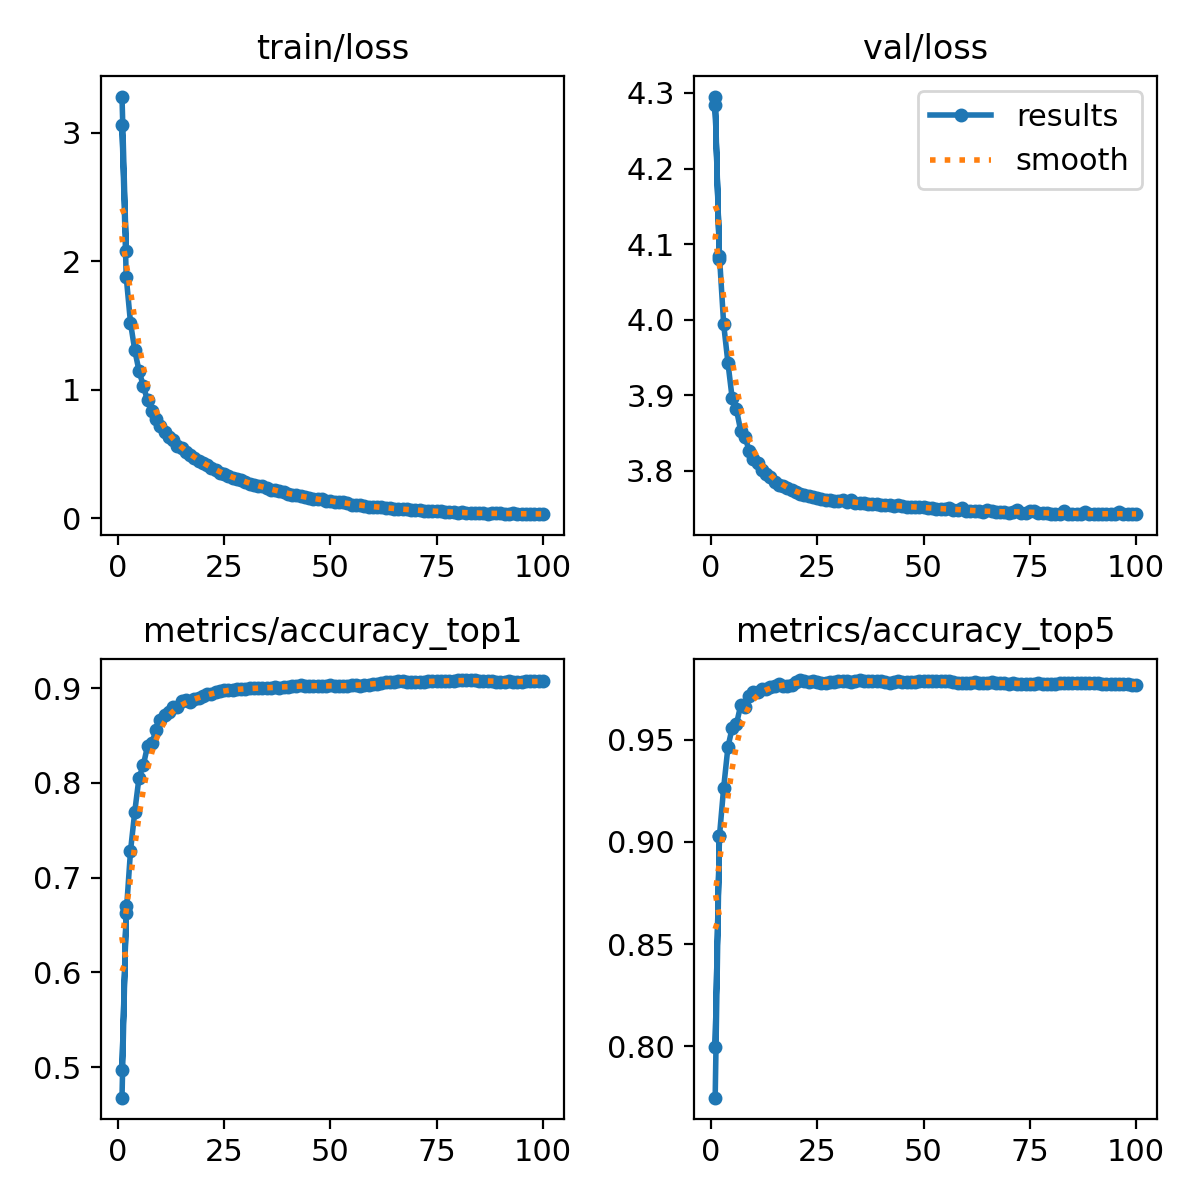 train/loss
3
2
1
0
0 25 50 75 100
val/loss
4.3
4.2
4.1
4.0
3.9
3.8
results
smooth
0 25 50 75 100
metrics/accuracy_top1
0.9
0.8
0.7
0.6
0.5
0 25 50 75 100
metrics/accuracy_top5
0.95
0.90
0.85
0.80
0 25 50 75 100